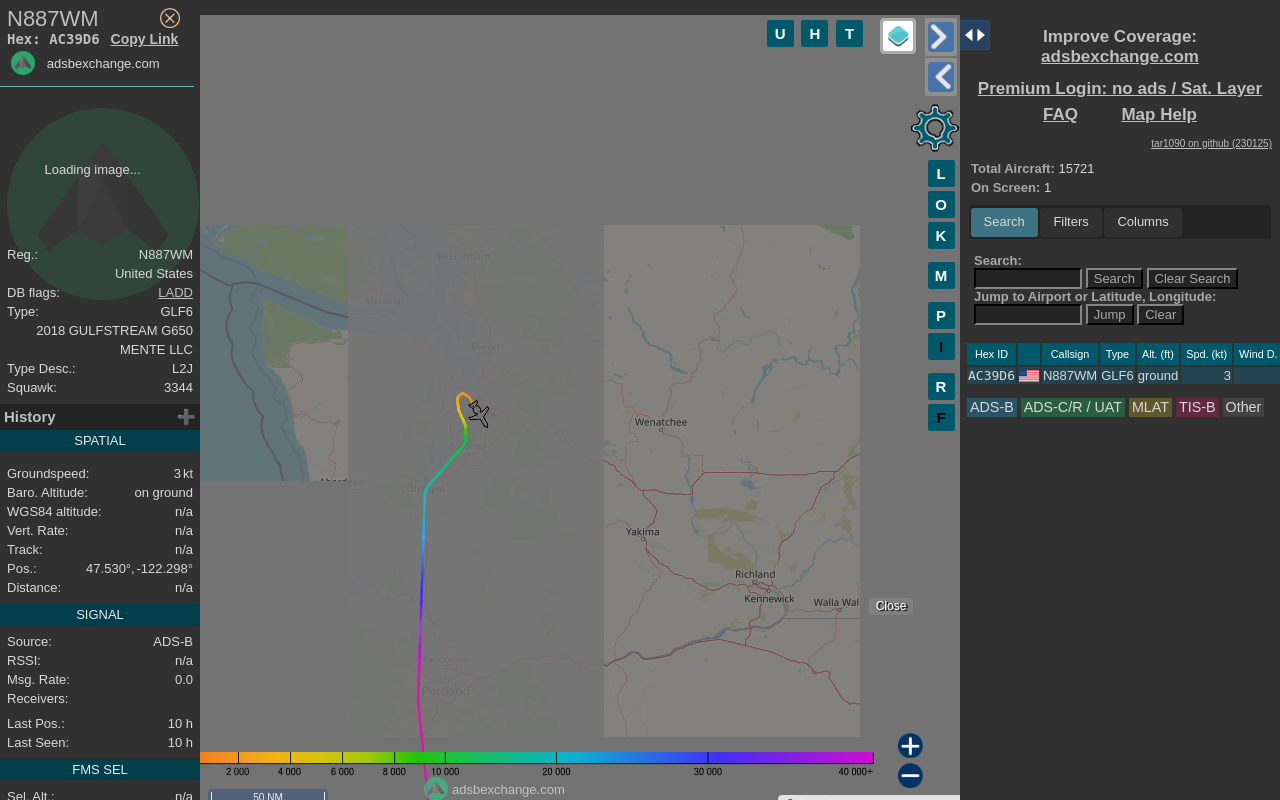 N887WM
Hex: AC39D6 Copy Link
adsbexchange.com
Loading image...
Reg.: N887WM
United States
DB flags: LADD
Type: GLF6
2018 GULFSTREAM G650
MENTE LLC
Type Desc.: L2J
Squawk: 3344
History
SPATIAL
Groundspeed: 3 kt
Baro. Altitude: on ground
WGS84 altitude: n/a
Vert. Rate: n/a
Track: n/a
Pos.: 47.530°, -122.298°
Distance: n/a
SIGNAL
Source: ADS-B
RSSI: n/a
Msg. Rate: 0.0
Receivers:
Last Pos.: 10 h
Last Seen: 10 h
FMS SEL
Sel. Alt.: n/a
U H T
L
O
K
M
P
I
R
F
Bellingham
Victoria
Everett
Wenatchee
Tacoma
Aberdeen
Olympia
Yakima
Richland
Kennewick
Walla Wal
Close
Vancouver
Portland
2 000 4 000 6 000 8 000 10 000 20 000 30 000 40 000+
adsbexchange.com
50 NM
Improve Coverage:
adsbexchange.com
Premium Login: no ads / Sat. Layer
FAQ Map Help
tar1090 on github (230125)
Total Aircraft: 15721
On Screen: 1
Search Filters Columns
Search:
Search Clear Search
Jump to Airport or Latitude, Longitude:
Jump Clear
Hex ID Callsign Type Alt. (ft) Spd. (kt) Wind D.
AC39D6 N887WM GLF6 ground 3
ADS-B ADS-C/R / UAT MLAT TIS-B Other